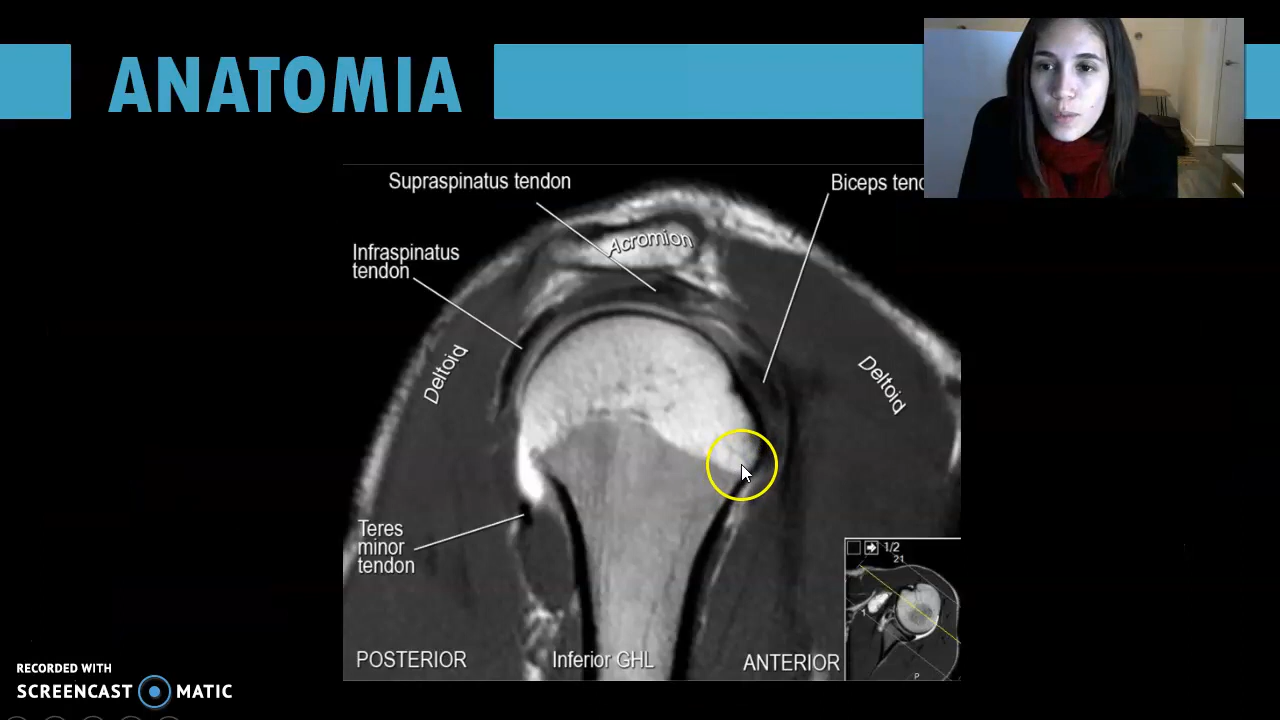 ANATOMIA
Supraspinatus tendon
Biceps tend
Acromion
Infraspinatus
tendon
Deltoid
Deltoid
Teres
minor
tendon
1/2
21
1
P
POSTERIOR
Inferior GHL
ANTERIOR
RECORDED WITH
SCREENCAST MATIC